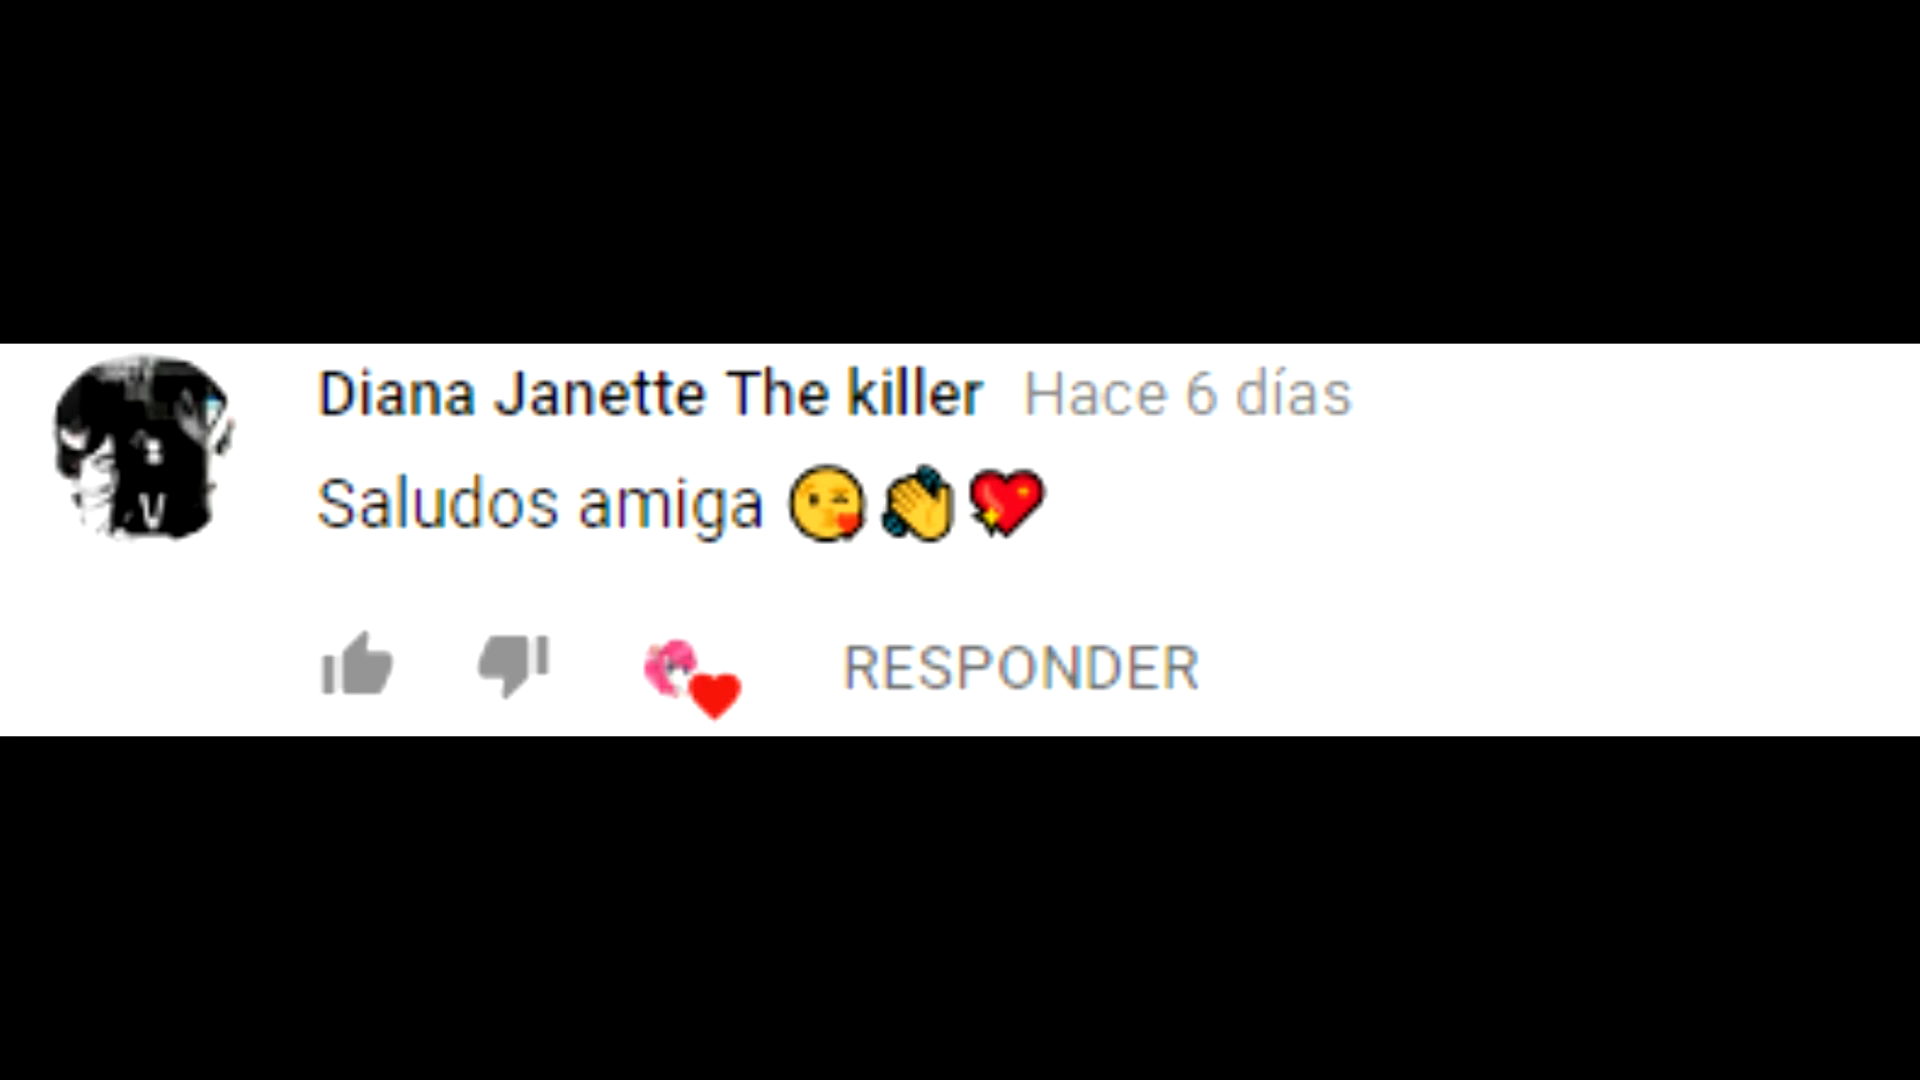 Diana Janette The killer Hace 6 días
Saludos amiga 😘👏💖
RESPONDER